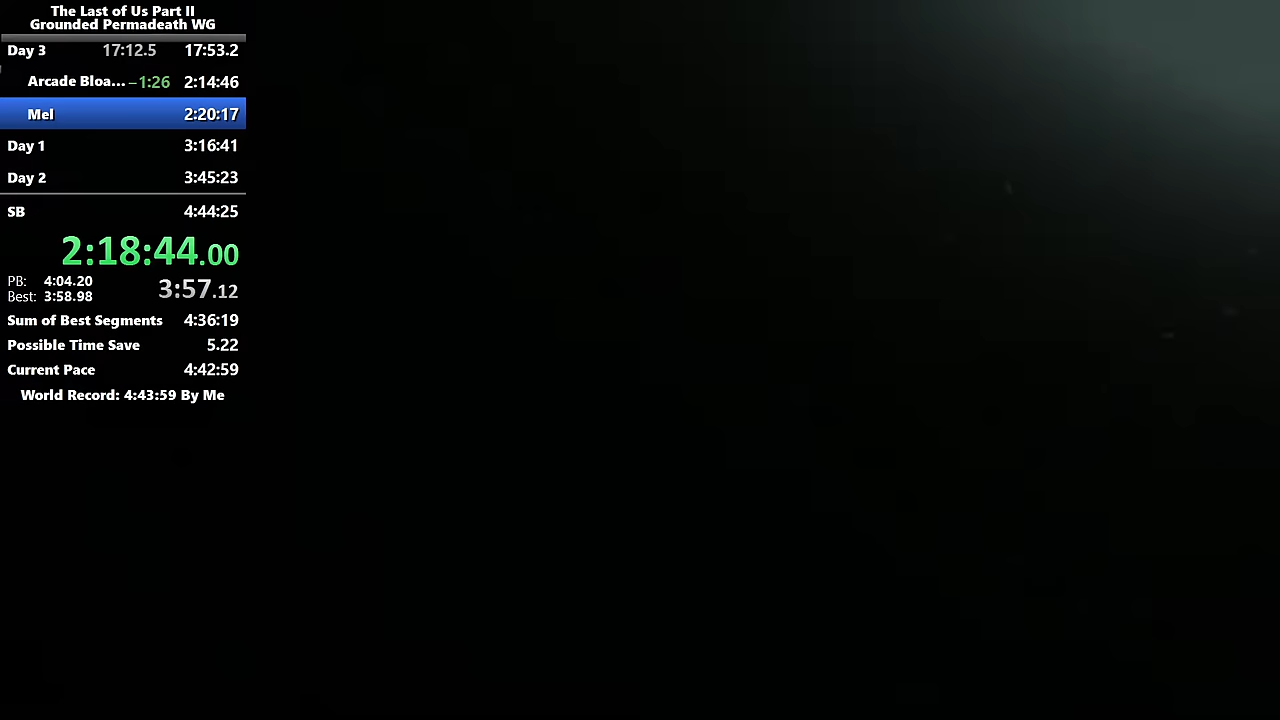 The Last of Us Part II
Grounded Permadeath WG
Day 3 17:12.5 17:53.2
Arcade Bloa... −1:26 2:14:46
Mel 2:20:17
Day 1 3:16:41
Day 2 3:45:23
SB 4:44:25
2:18:44.00
PB: 4:04.20 3:57.12
Best: 3:58.98
Sum of Best Segments 4:36:19
Possible Time Save 5.22
Current Pace 4:42:59
World Record: 4:43:59 By Me